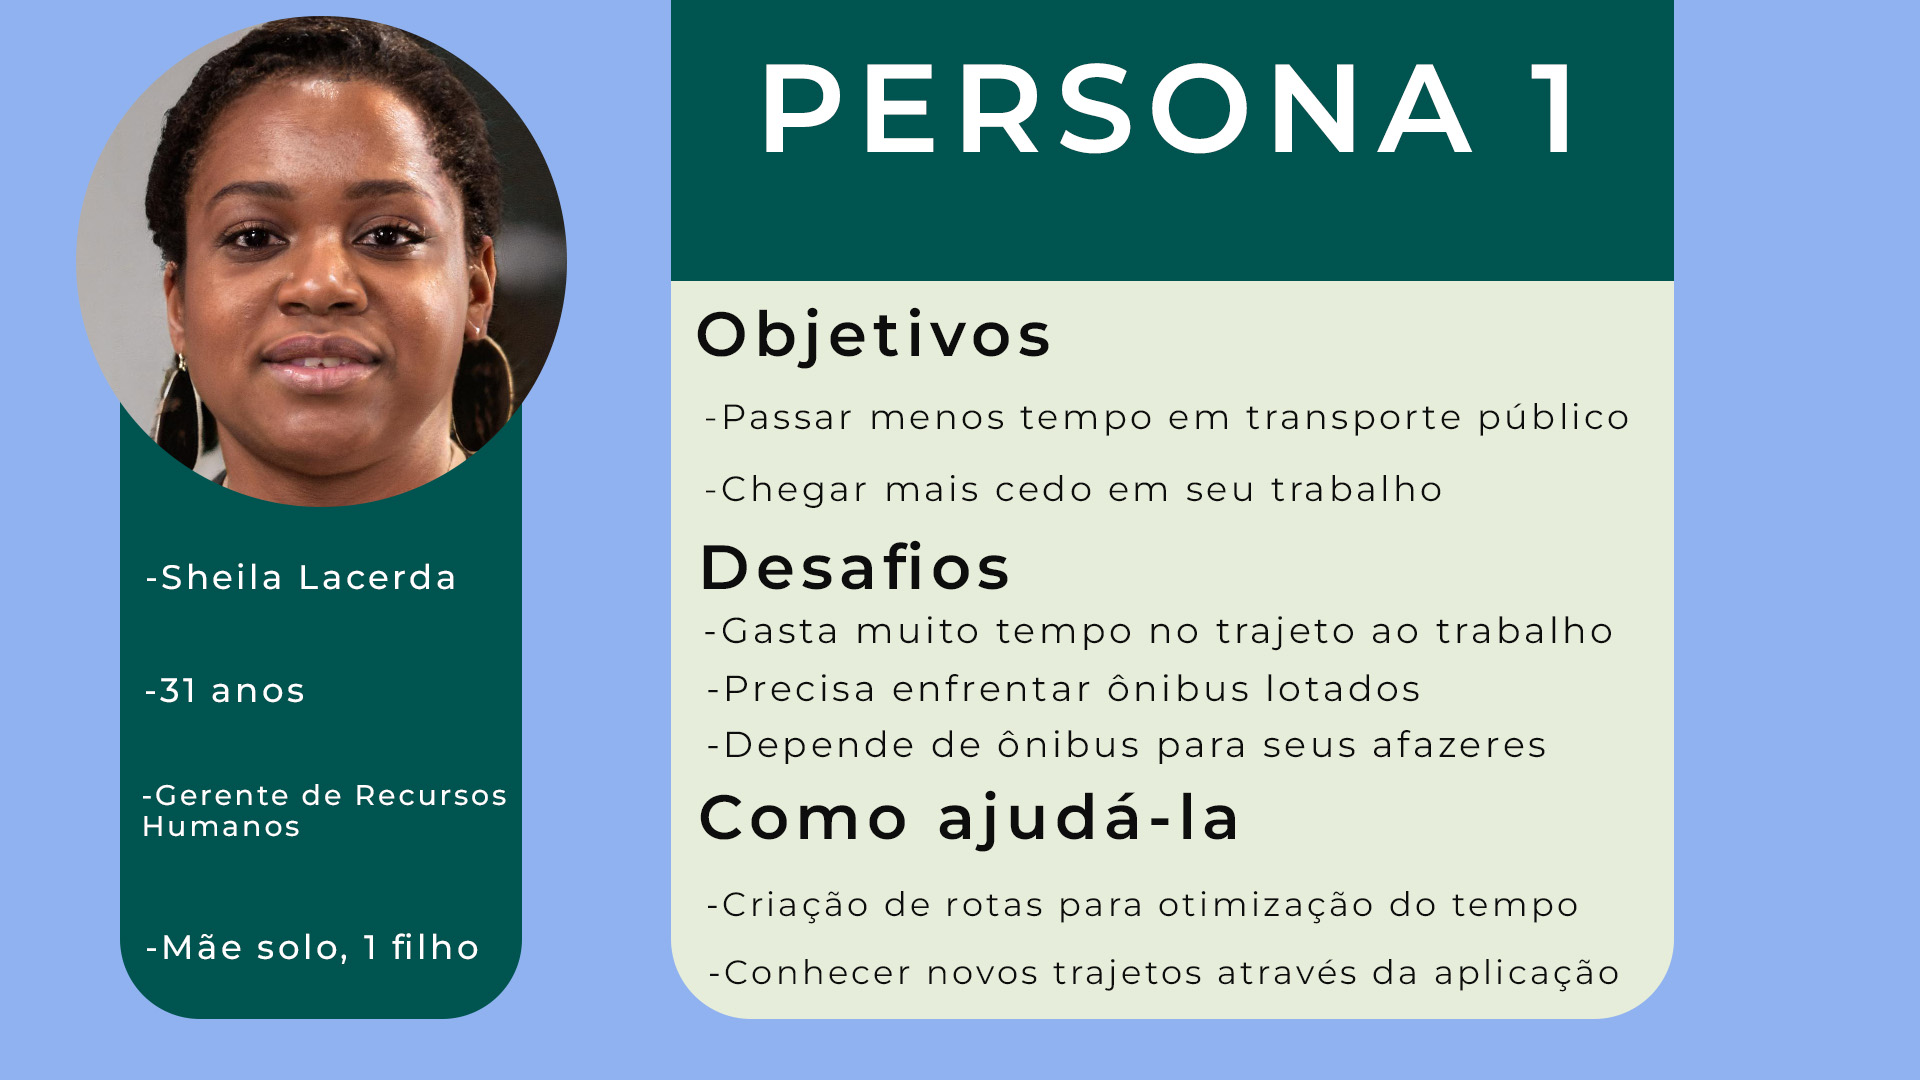 PERSONA 1
-Sheila Lacerda
-31 anos
-Gerente de Recursos
Humanos
-Mãe solo, 1 filho
Objetivos
-Passar menos tempo em transporte público
-Chegar mais cedo em seu trabalho
Desafios
-Gasta muito tempo no trajeto ao trabalho
-Precisa enfrentar ônibus lotados
-Depende de ônibus para seus afazeres
Como ajudá-la
-Criação de rotas para otimização do tempo
-Conhecer novos trajetos através da aplicação